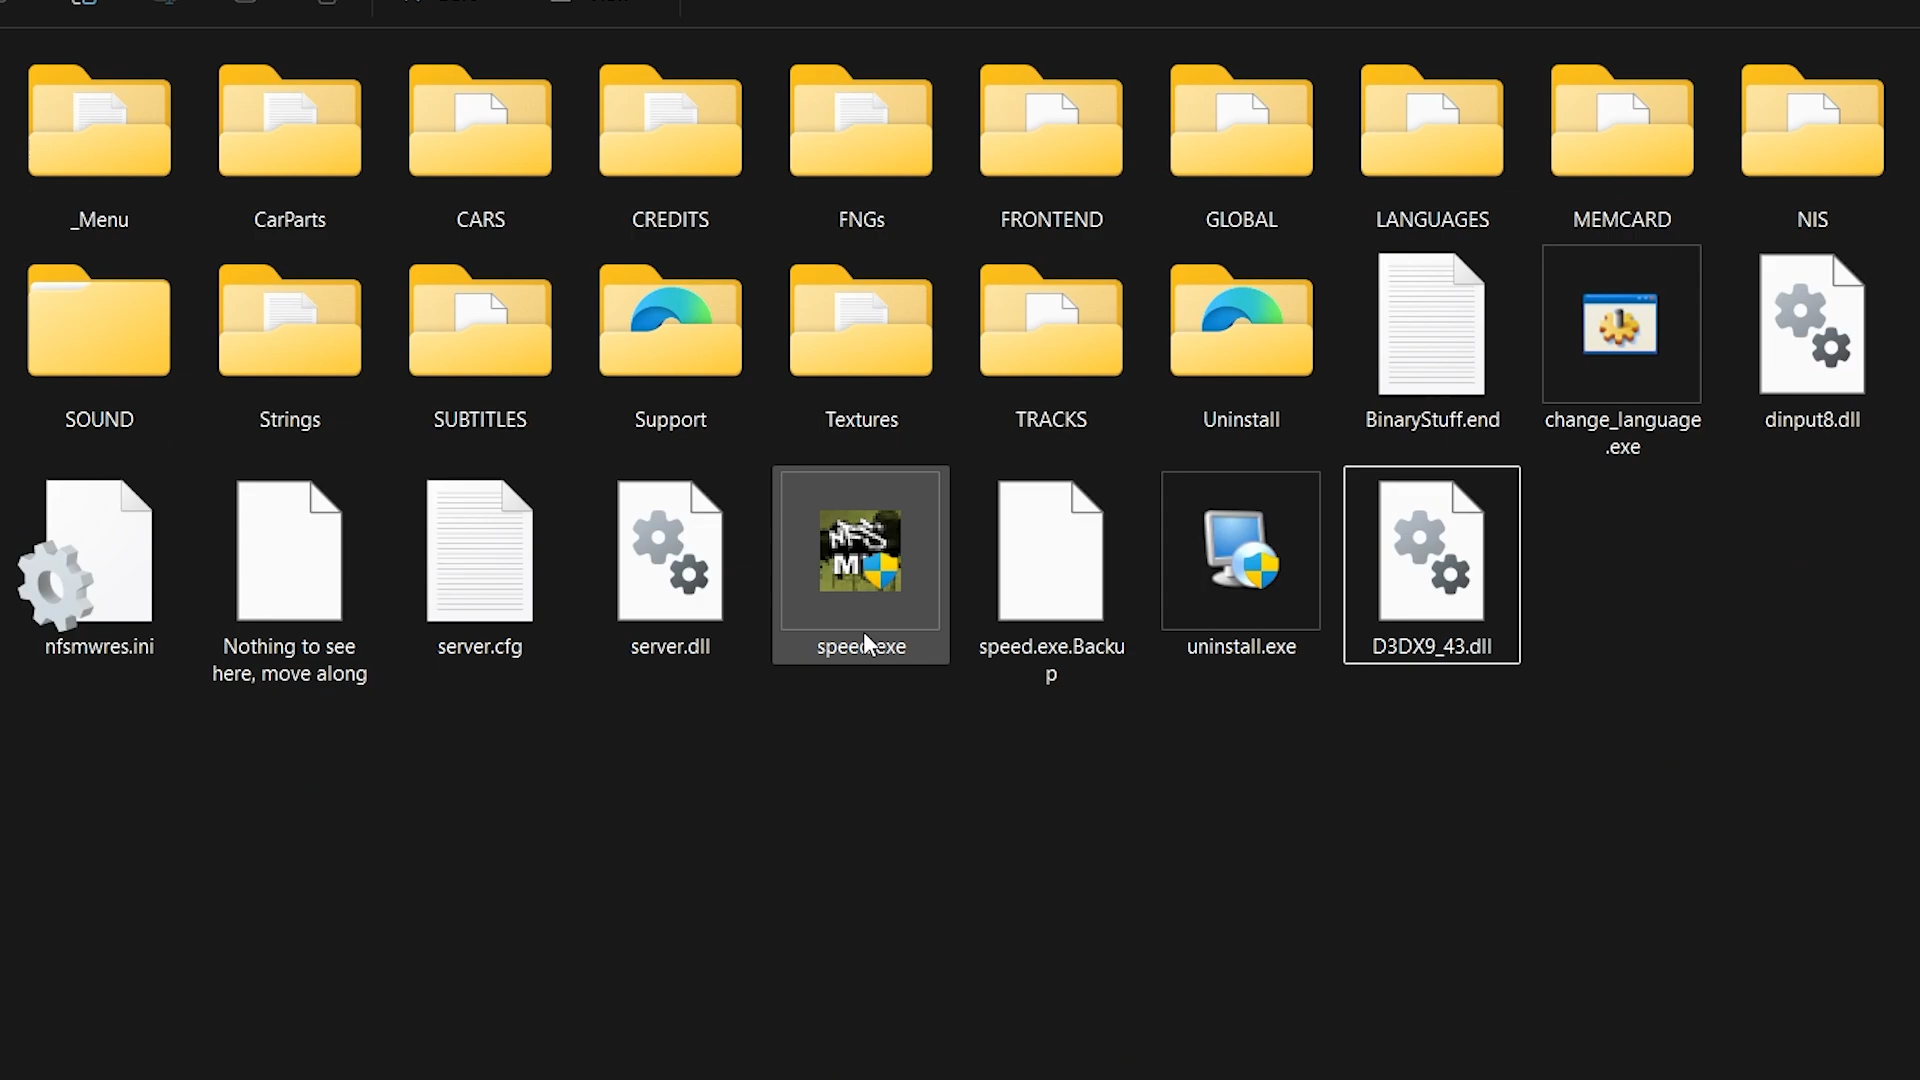 _Menu
CarParts
CARS
CREDITS
FNGs
FRONTEND
GLOBAL
LANGUAGES
MEMCARD
NIS
SOUND
Strings
SUBTITLES
Support
Textures
TRACKS
Uninstall
BinaryStuff.end
change_language
.exe
dinput8.dll
nfsmwres.ini
Nothing to see
here, move along
server.cfg
server.dll
NFS
M
speed.exe
speed.exe.Backu
p
uninstall.exe
D3DX9_43.dll